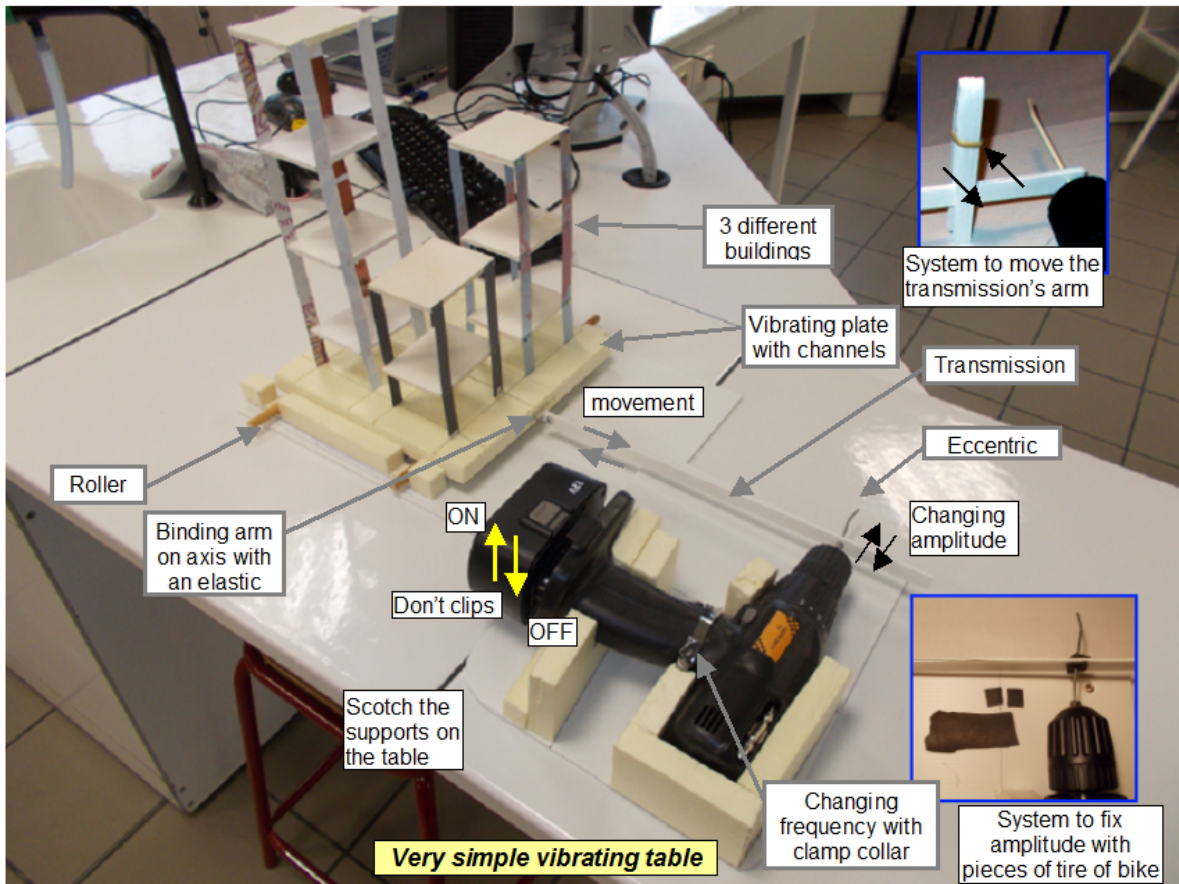 3 different
buildings
System to move the
transmission's arm
Vibrating plate
with channels
Transmission
movement
Eccentric
Roller
Binding arm
on axis with
an elastic
ON
Changing
amplitude
Don't clips
OFF
Scotch the
supports on
the table
Changing
frequency with
clamp collar
System to fix
amplitude with
pieces of tire of bike
Very simple vibrating table
12V